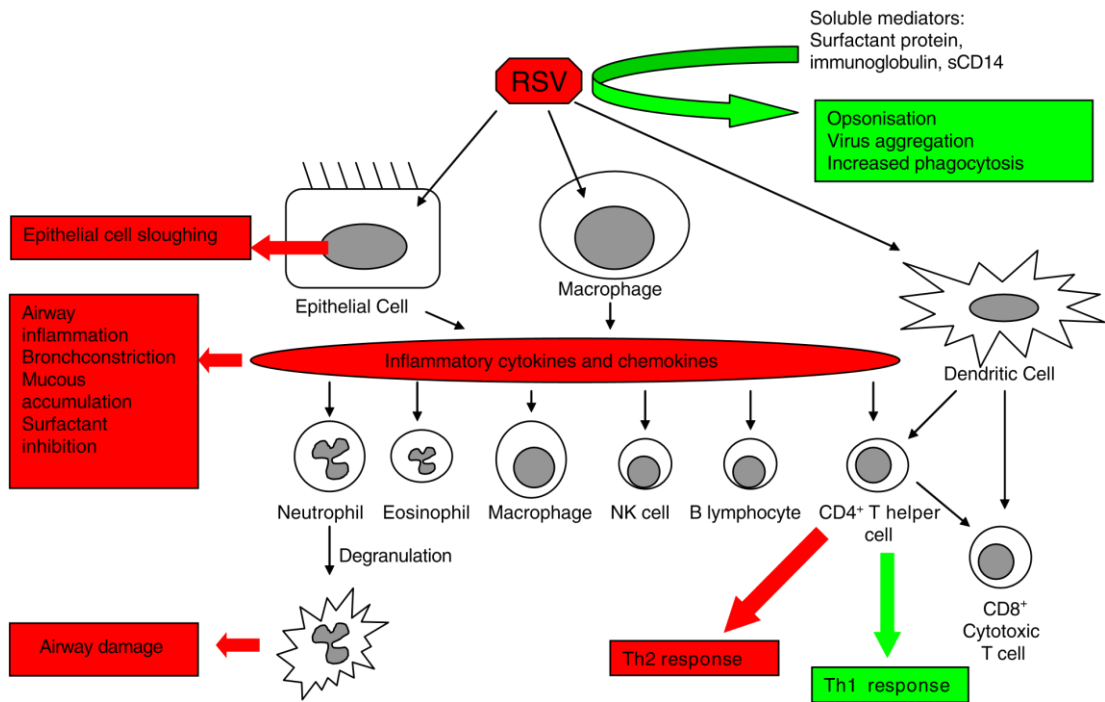 Soluble mediators:
Surfactant protein,
immunoglobulin, sCD14
RSV
Opsonisation
Virus aggregation
Increased phagocytosis
Epithelial cell sloughing
Epithelial Cell
Macrophage
Airway
inflammation
Bronchconstriction
Mucous
accumulation
Surfactant
inhibition
Inflammatory cytokines and chemokines
Dendritic Cell
Neutrophil
Eosinophil
Macrophage
NK cell
B lymphocyte
CD4⁺ T helper
cell
Degranulation
CD8⁺
Cytotoxic
T cell
Airway damage
Th2 response
Th1 response